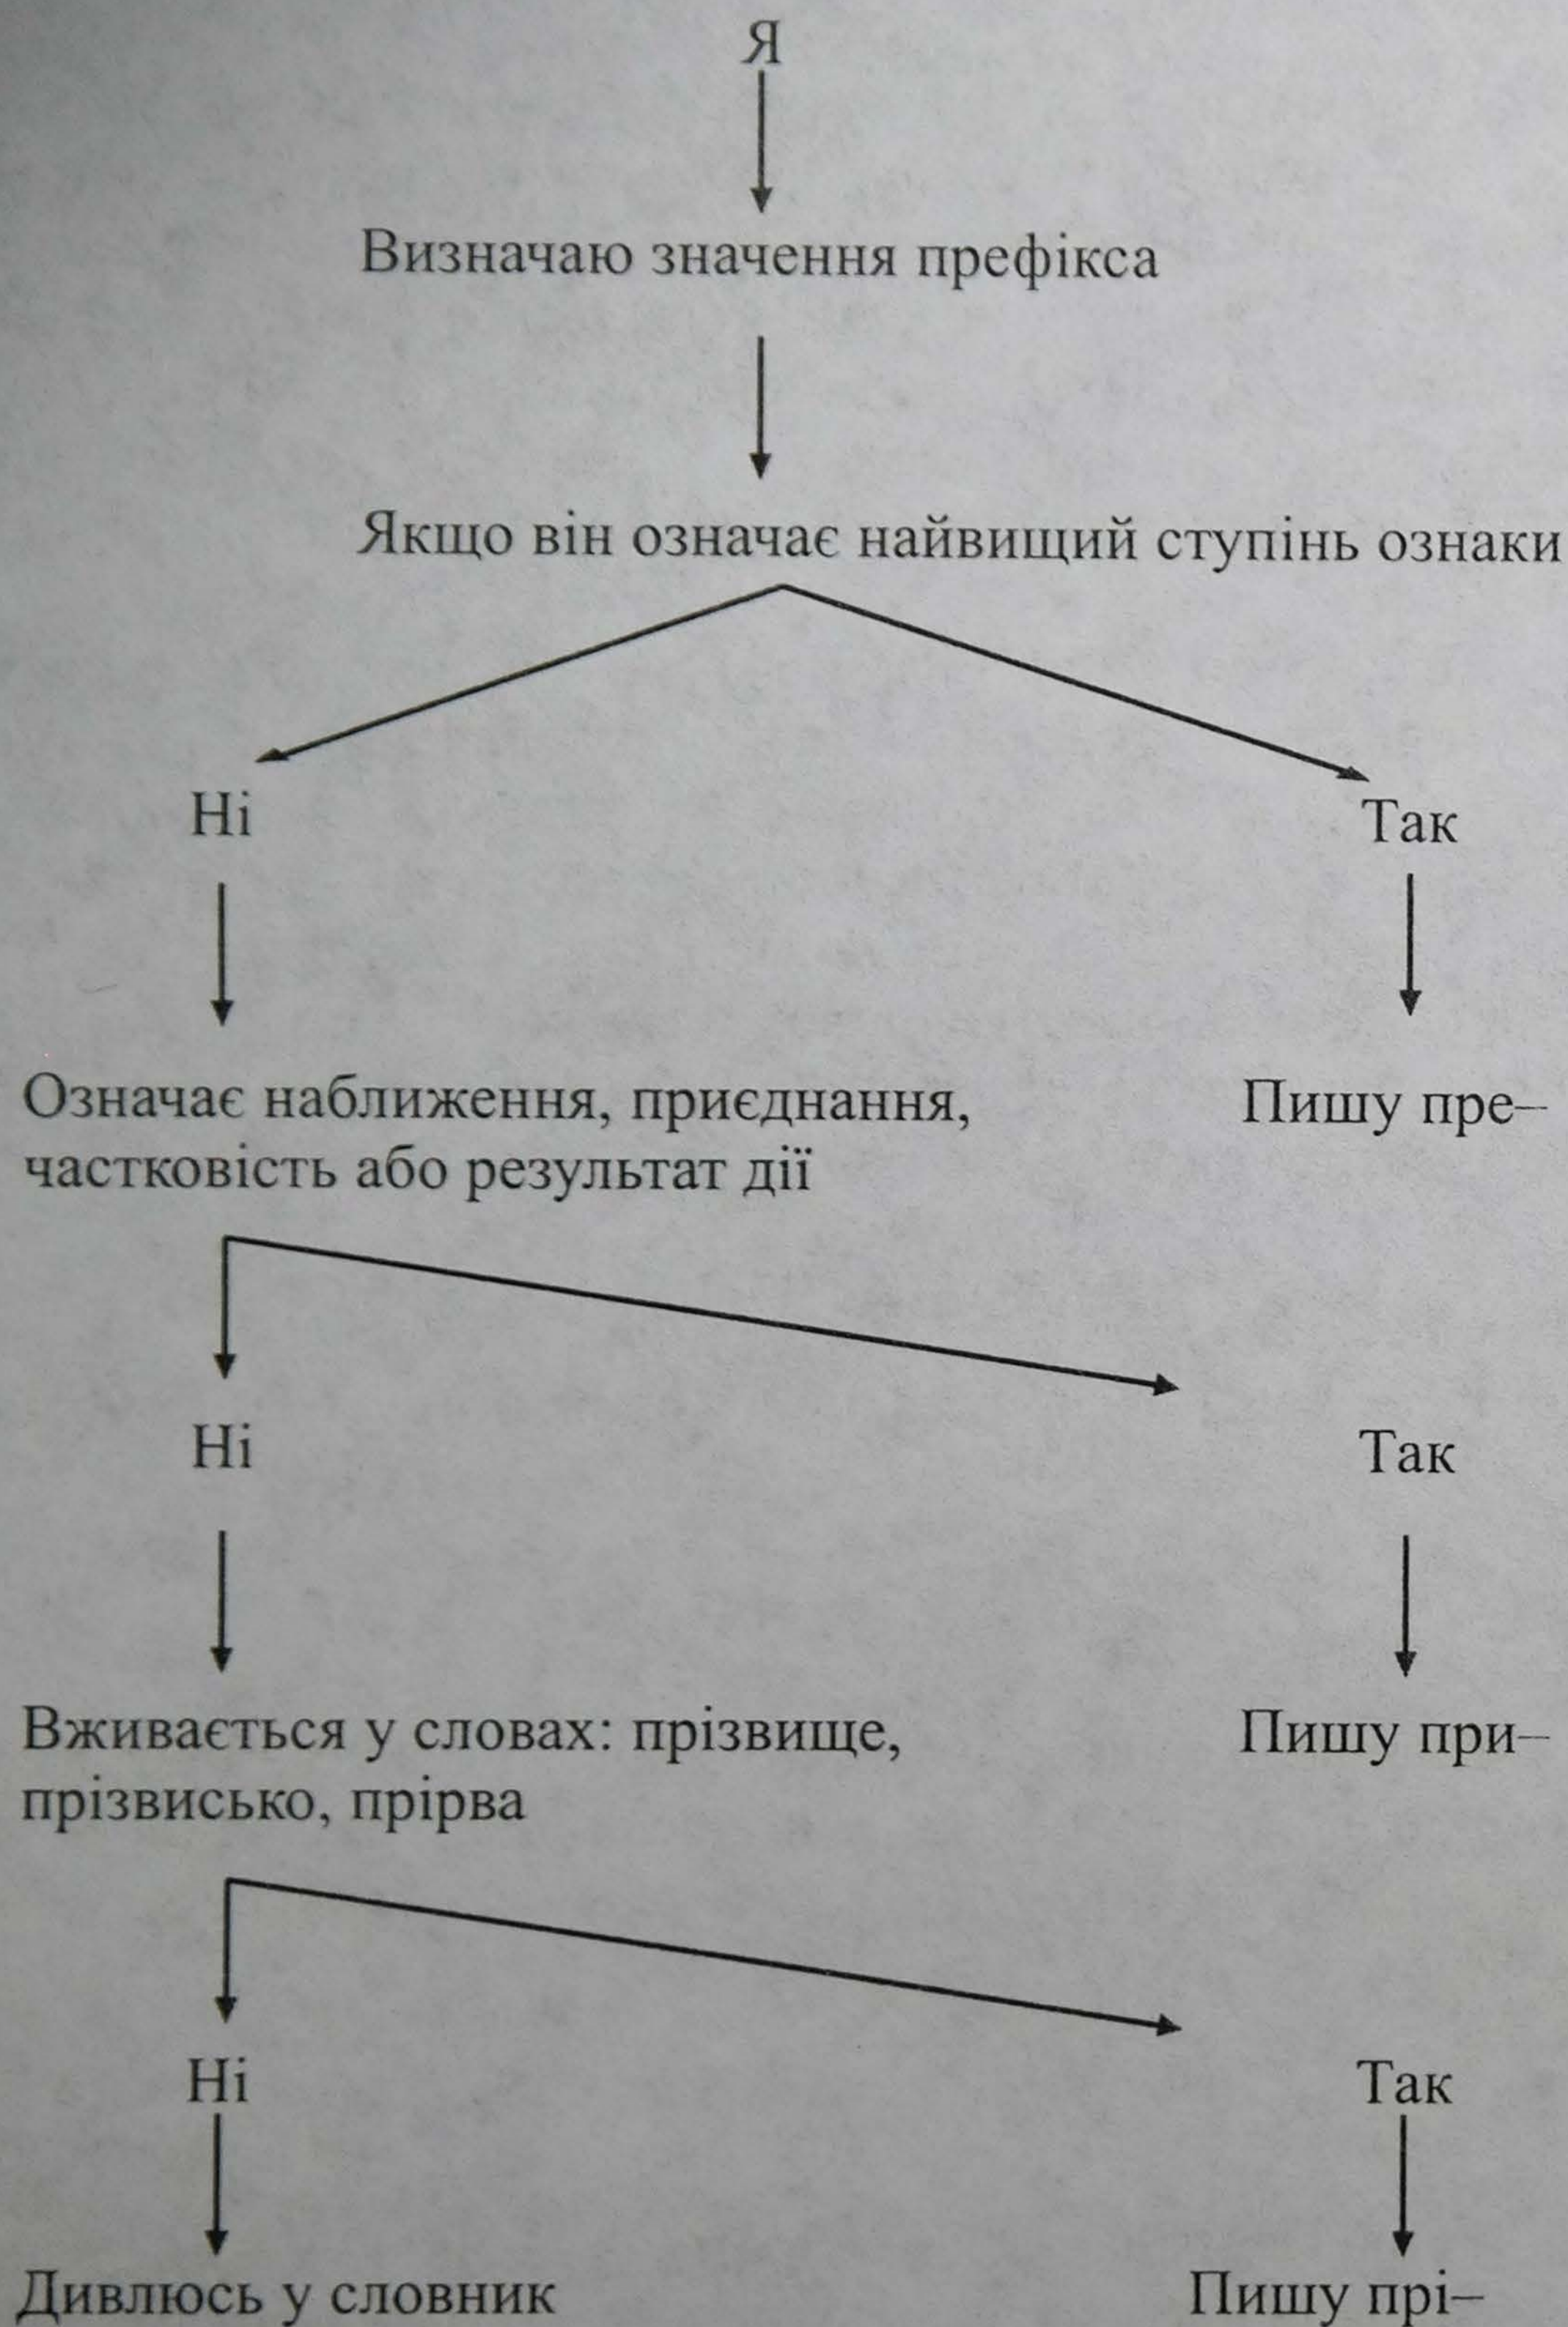 Я
Визначаю значення префікса
Якщо він означає найвищий ступінь ознаки
Ні
Так
Означає наближення, приєднання,
частковість або результат дії
Пишу пре–
Ні
Так
Вживається у словах: прізвище,
прізвисько, прірва
Пишу при–
Ні
Так
Дивлюсь у словник
Пишу прі–